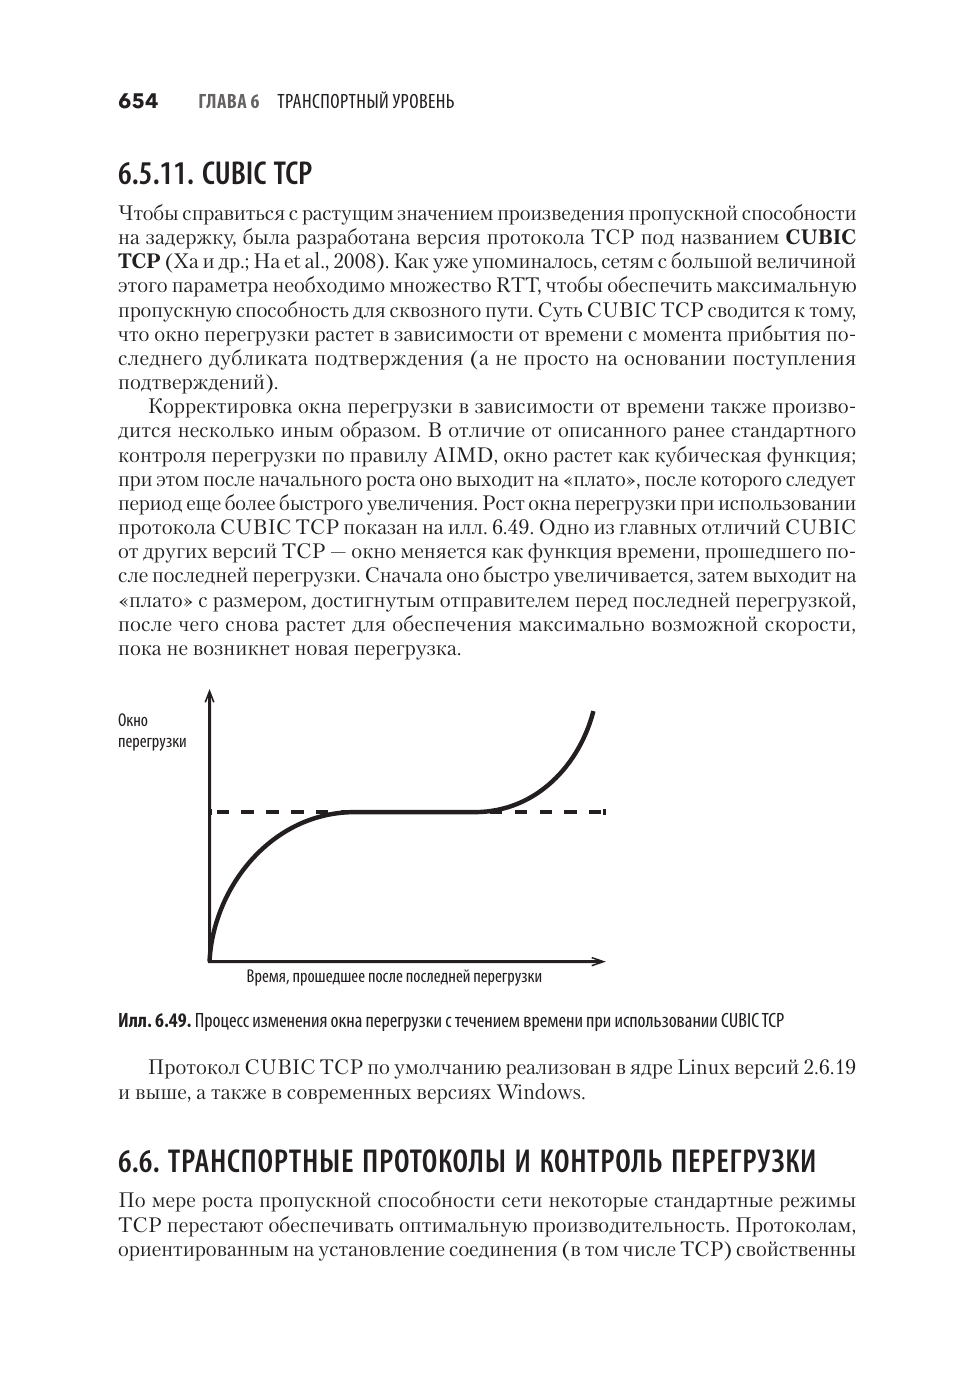 654 ГЛАВА 6 ТРАНСПОРТНЫЙ УРОВЕНЬ
6.5.11. CUBIC TCP
Чтобы справиться с растущим значением произведения пропускной способности
на задержку, была разработана версия протокола TCP под названием CUBIC
TCP (Ха и др.; Ha et al., 2008). Как уже упоминалось, сетям с большой величиной
этого параметра необходимо множество RTT, чтобы обеспечить максимальную
пропускную способность для сквозного пути. Суть CUBIC TCP сводится к тому,
что окно перегрузки растет в зависимости от времени с момента прибытия по-
следнего дубликата подтверждения (а не просто на основании поступления
подтверждений).
Корректировка окна перегрузки в зависимости от времени также произво-
дится несколько иным образом. В отличие от описанного ранее стандартного
контроля перегрузки по правилу AIMD, окно растет как кубическая функция;
при этом после начального роста оно выходит на «плато», после которого следует
период еще более быстрого увеличения. Рост окна перегрузки при использовании
протокола CUBIC TCP показан на илл. 6.49. Одно из главных отличий CUBIC
от других версий TCP — окно меняется как функция времени, прошедшего по-
сле последней перегрузки. Сначала оно быстро увеличивается, затем выходит на
«плато» с размером, достигнутым отправителем перед последней перегрузкой,
после чего снова растет для обеспечения максимально возможной скорости,
пока не возникнет новая перегрузка.
Окно
перегрузки
Время, прошедшее после последней перегрузки
Илл. 6.49. Процесс изменения окна перегрузки с течением времени при использовании CUBIC TCP
Протокол CUBIC TCP по умолчанию реализован в ядре Linux версий 2.6.19
и выше, а также в современных версиях Windows.
6.6. ТРАНСПОРТНЫЕ ПРОТОКОЛЫ И КОНТРОЛЬ ПЕРЕГРУЗКИ
По мере роста пропускной способности сети некоторые стандартные режимы
TCP перестают обеспечивать оптимальную производительность. Протоколам,
ориентированным на установление соединения (в том числе TCP) свойственны